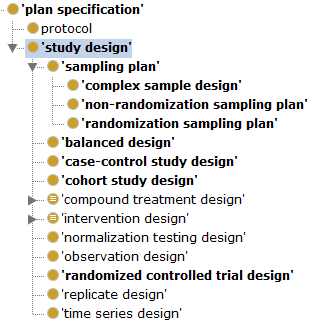 'plan specification'
protocol
'study design'
'sampling plan'
'complex sample design'
'non-randomization sampling plan'
'randomization sampling plan'
'balanced design'
'case-control study design'
'cohort study design'
'compound treatment design'
'intervention design'
'normalization testing design'
'observation design'
'randomized controlled trial design'
'replicate design'
'time series design'